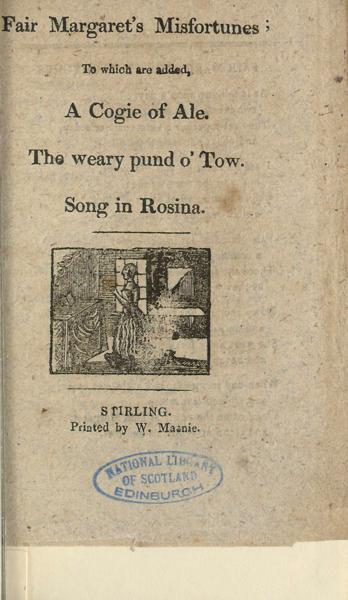 Fair Margaret's Misfortunes;
To which are added,
A Cogie of Ale.
The weary pund o' Tow.
Song in Rosina.
STIRLING.
Printed by W. Macnie.
NATIONAL LIBRARY
OF SCOTLAND
EDINBURGH